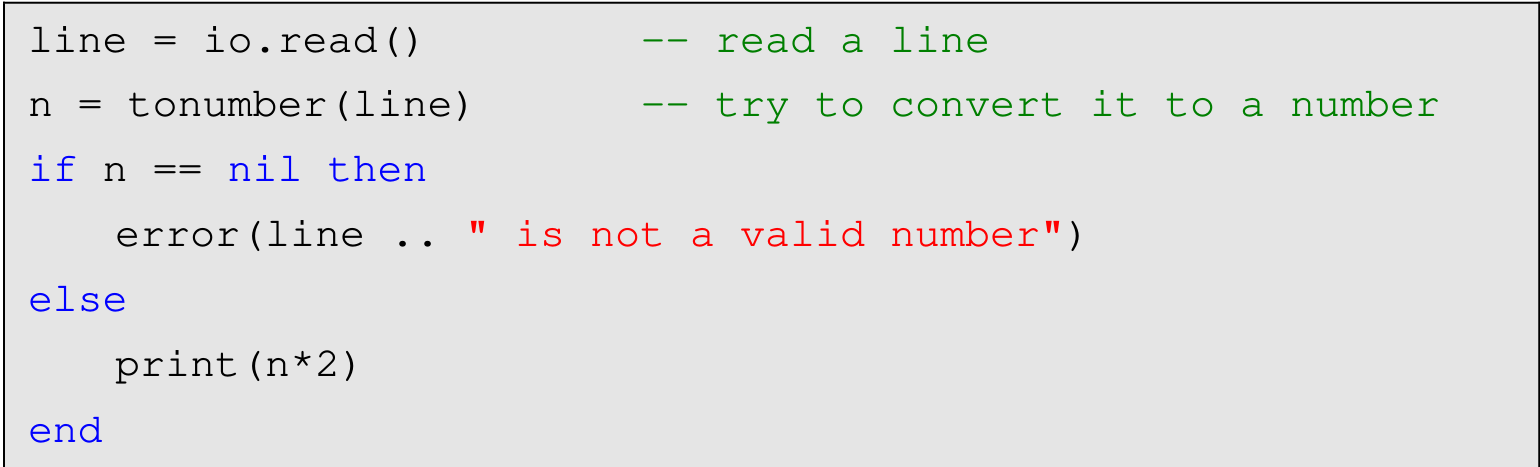 line = io.read()         -- read a line
n = tonumber(line)       -- try to convert it to a number
if n == nil then
   error(line .. " is not a valid number")
else
   print(n*2)
end